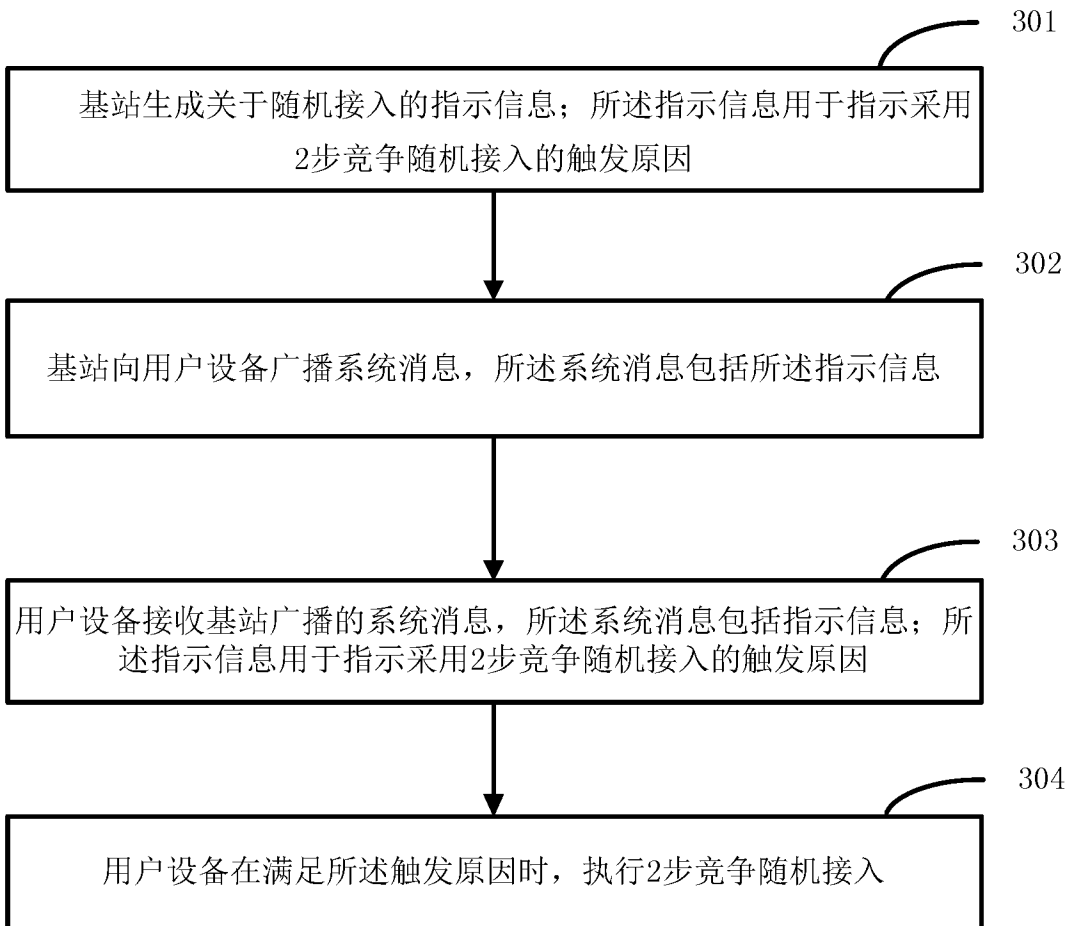 301
基站生成关于随机接入的指示信息；所述指示信息用于指示采用
2步竞争随机接入的触发原因
302
基站向用户设备广播系统消息，所述系统消息包括所述指示信息
303
用户设备接收基站广播的系统消息，所述系统消息包括指示信息；所
述指示信息用于指示采用2步竞争随机接入的触发原因
304
用户设备在满足所述触发原因时，执行2步竞争随机接入